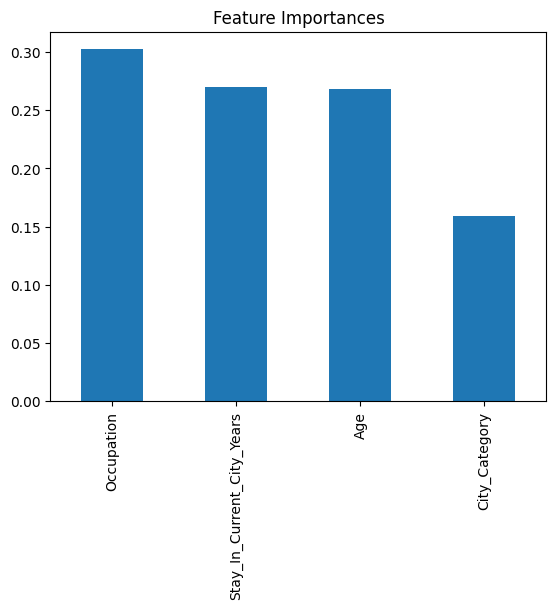 Feature Importances
0.30
0.25
0.20
0.15
0.10
0.05
0.00
Occupation
Stay_In_Current_City_Years
Age
City_Category